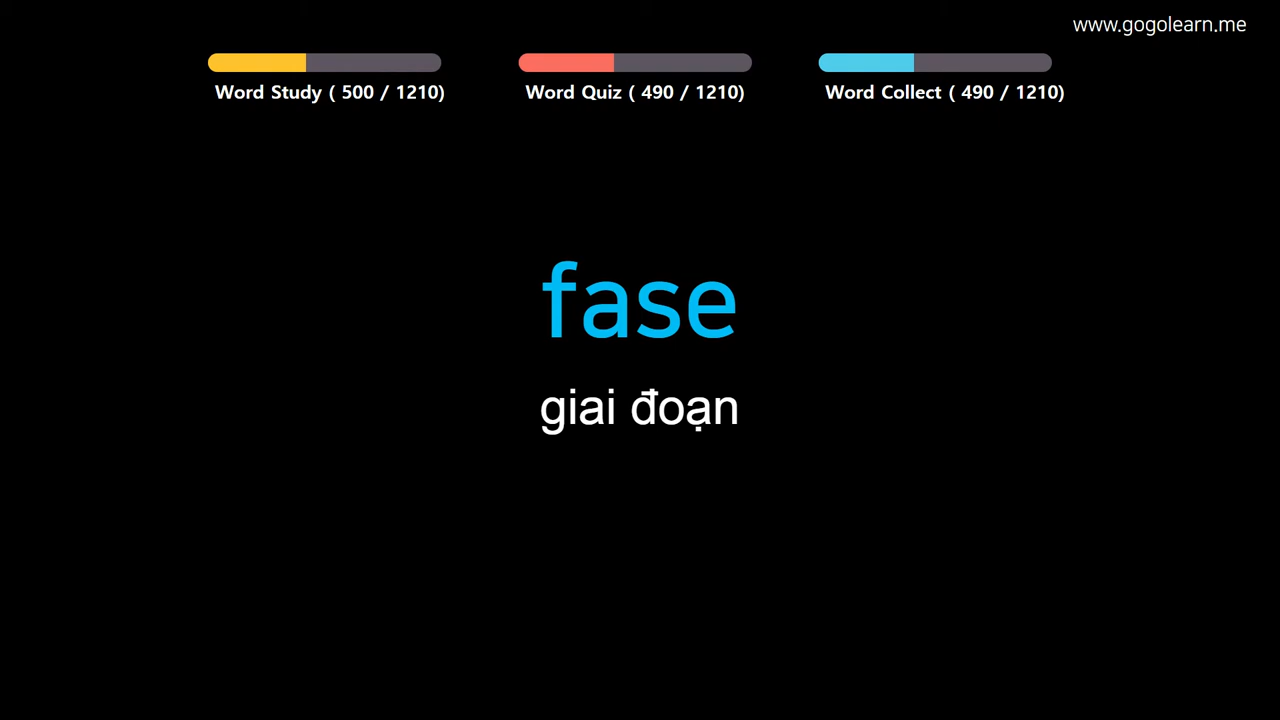 www.gogolearn.me
Word Study ( 500 / 1210)
Word Quiz ( 490 / 1210)
Word Collect ( 490 / 1210)
fase
giai đoạn